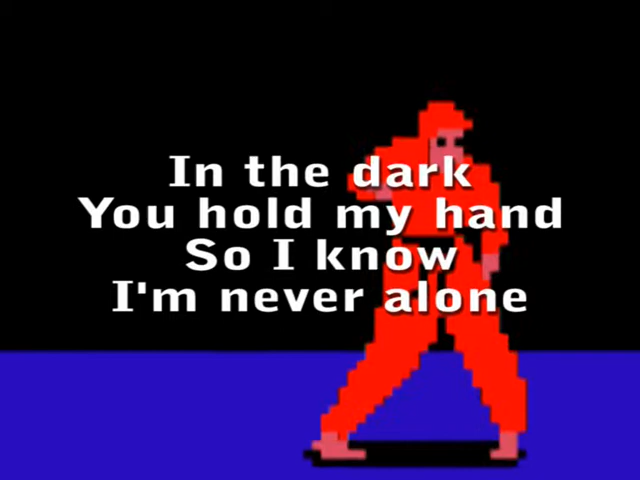 In the dark
You hold my hand
So I know
I'm never alone